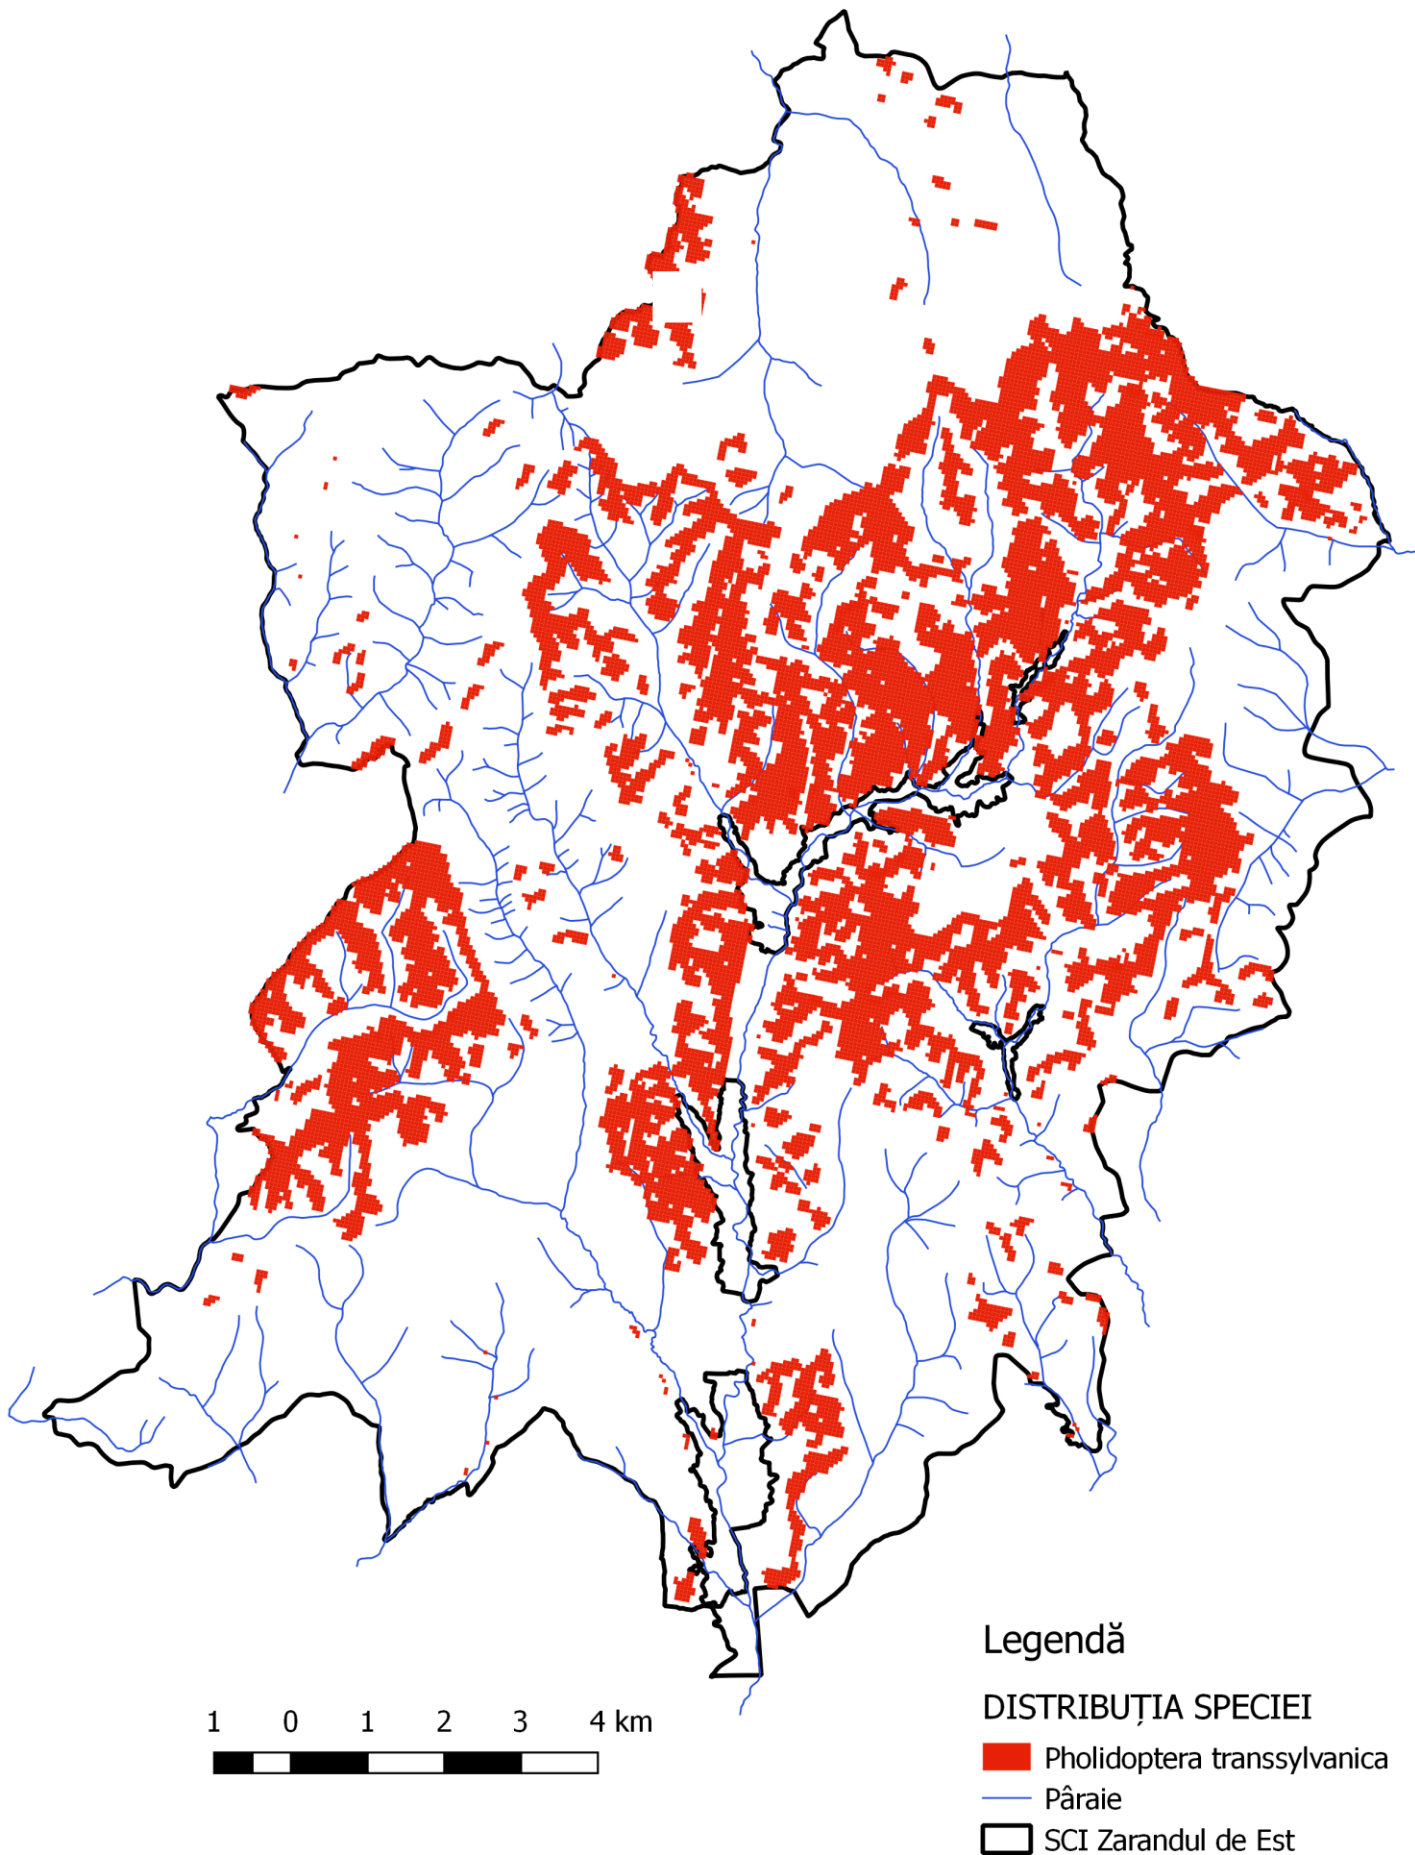 Legendă
DISTRIBUȚIA SPECIEI
Pholidoptera transsylvanica
Pâraie
SCI Zarandul de Est
1 0 1 2 3 4 km